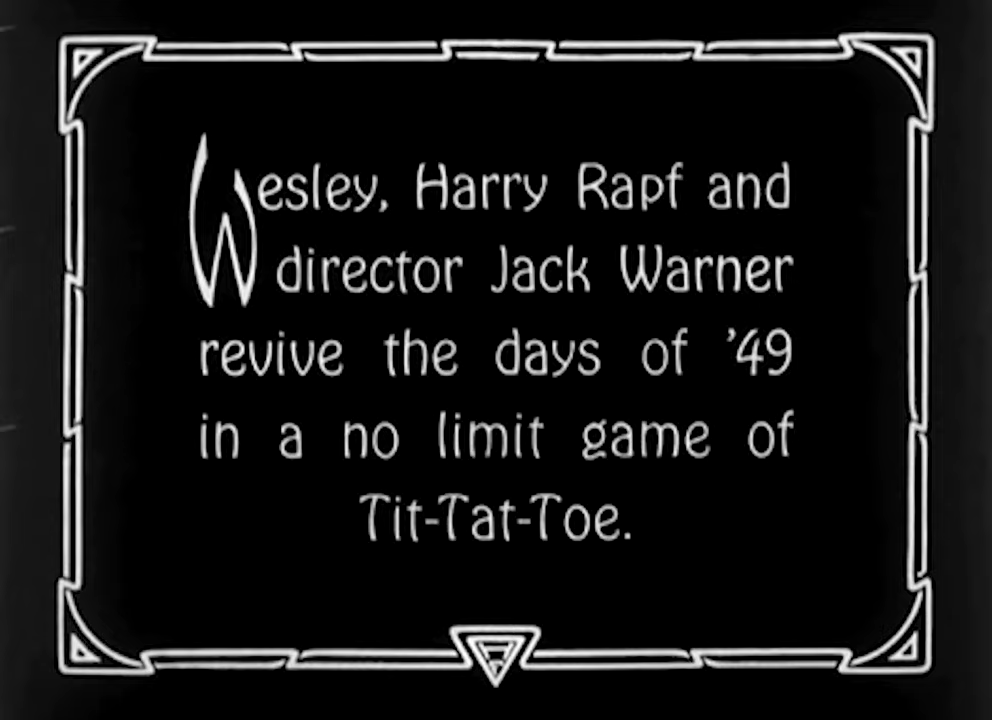 Wesley, Harry Rapf and
director Jack Warner
revive the days of '49
in a no limit game of
Tit-Tat-Toe.